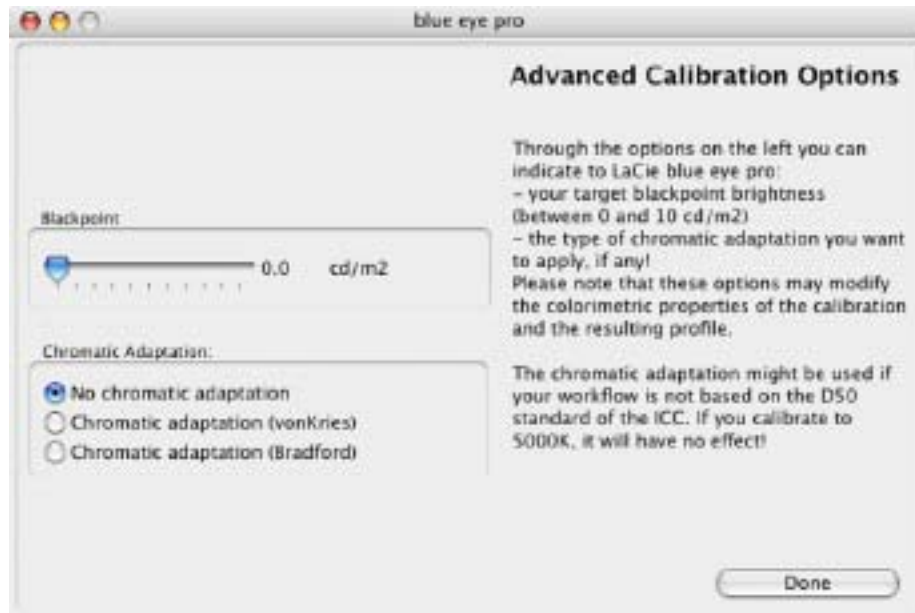 blue eye pro
Advanced Calibration Options
Through the options on the left you can
indicate to LaCie blue eye pro:
– your target blackpoint brightness
(between 0 and 10 cd/m2)
– the type of chromatic adaptation you want
to apply, if any!
Please note that these options may modify
the colorimetric properties of the calibration
and the resulting profile.
The chromatic adaptation might be used if
your workflow is not based on the D50
standard of the ICC. If you calibrate to
5000K, it will have no effect!
Blackpoint
0.0 cd/m2
Chromatic Adaptation:
No chromatic adaptation
Chromatic adaptation (vonKries)
Chromatic adaptation (Bradford)
Done